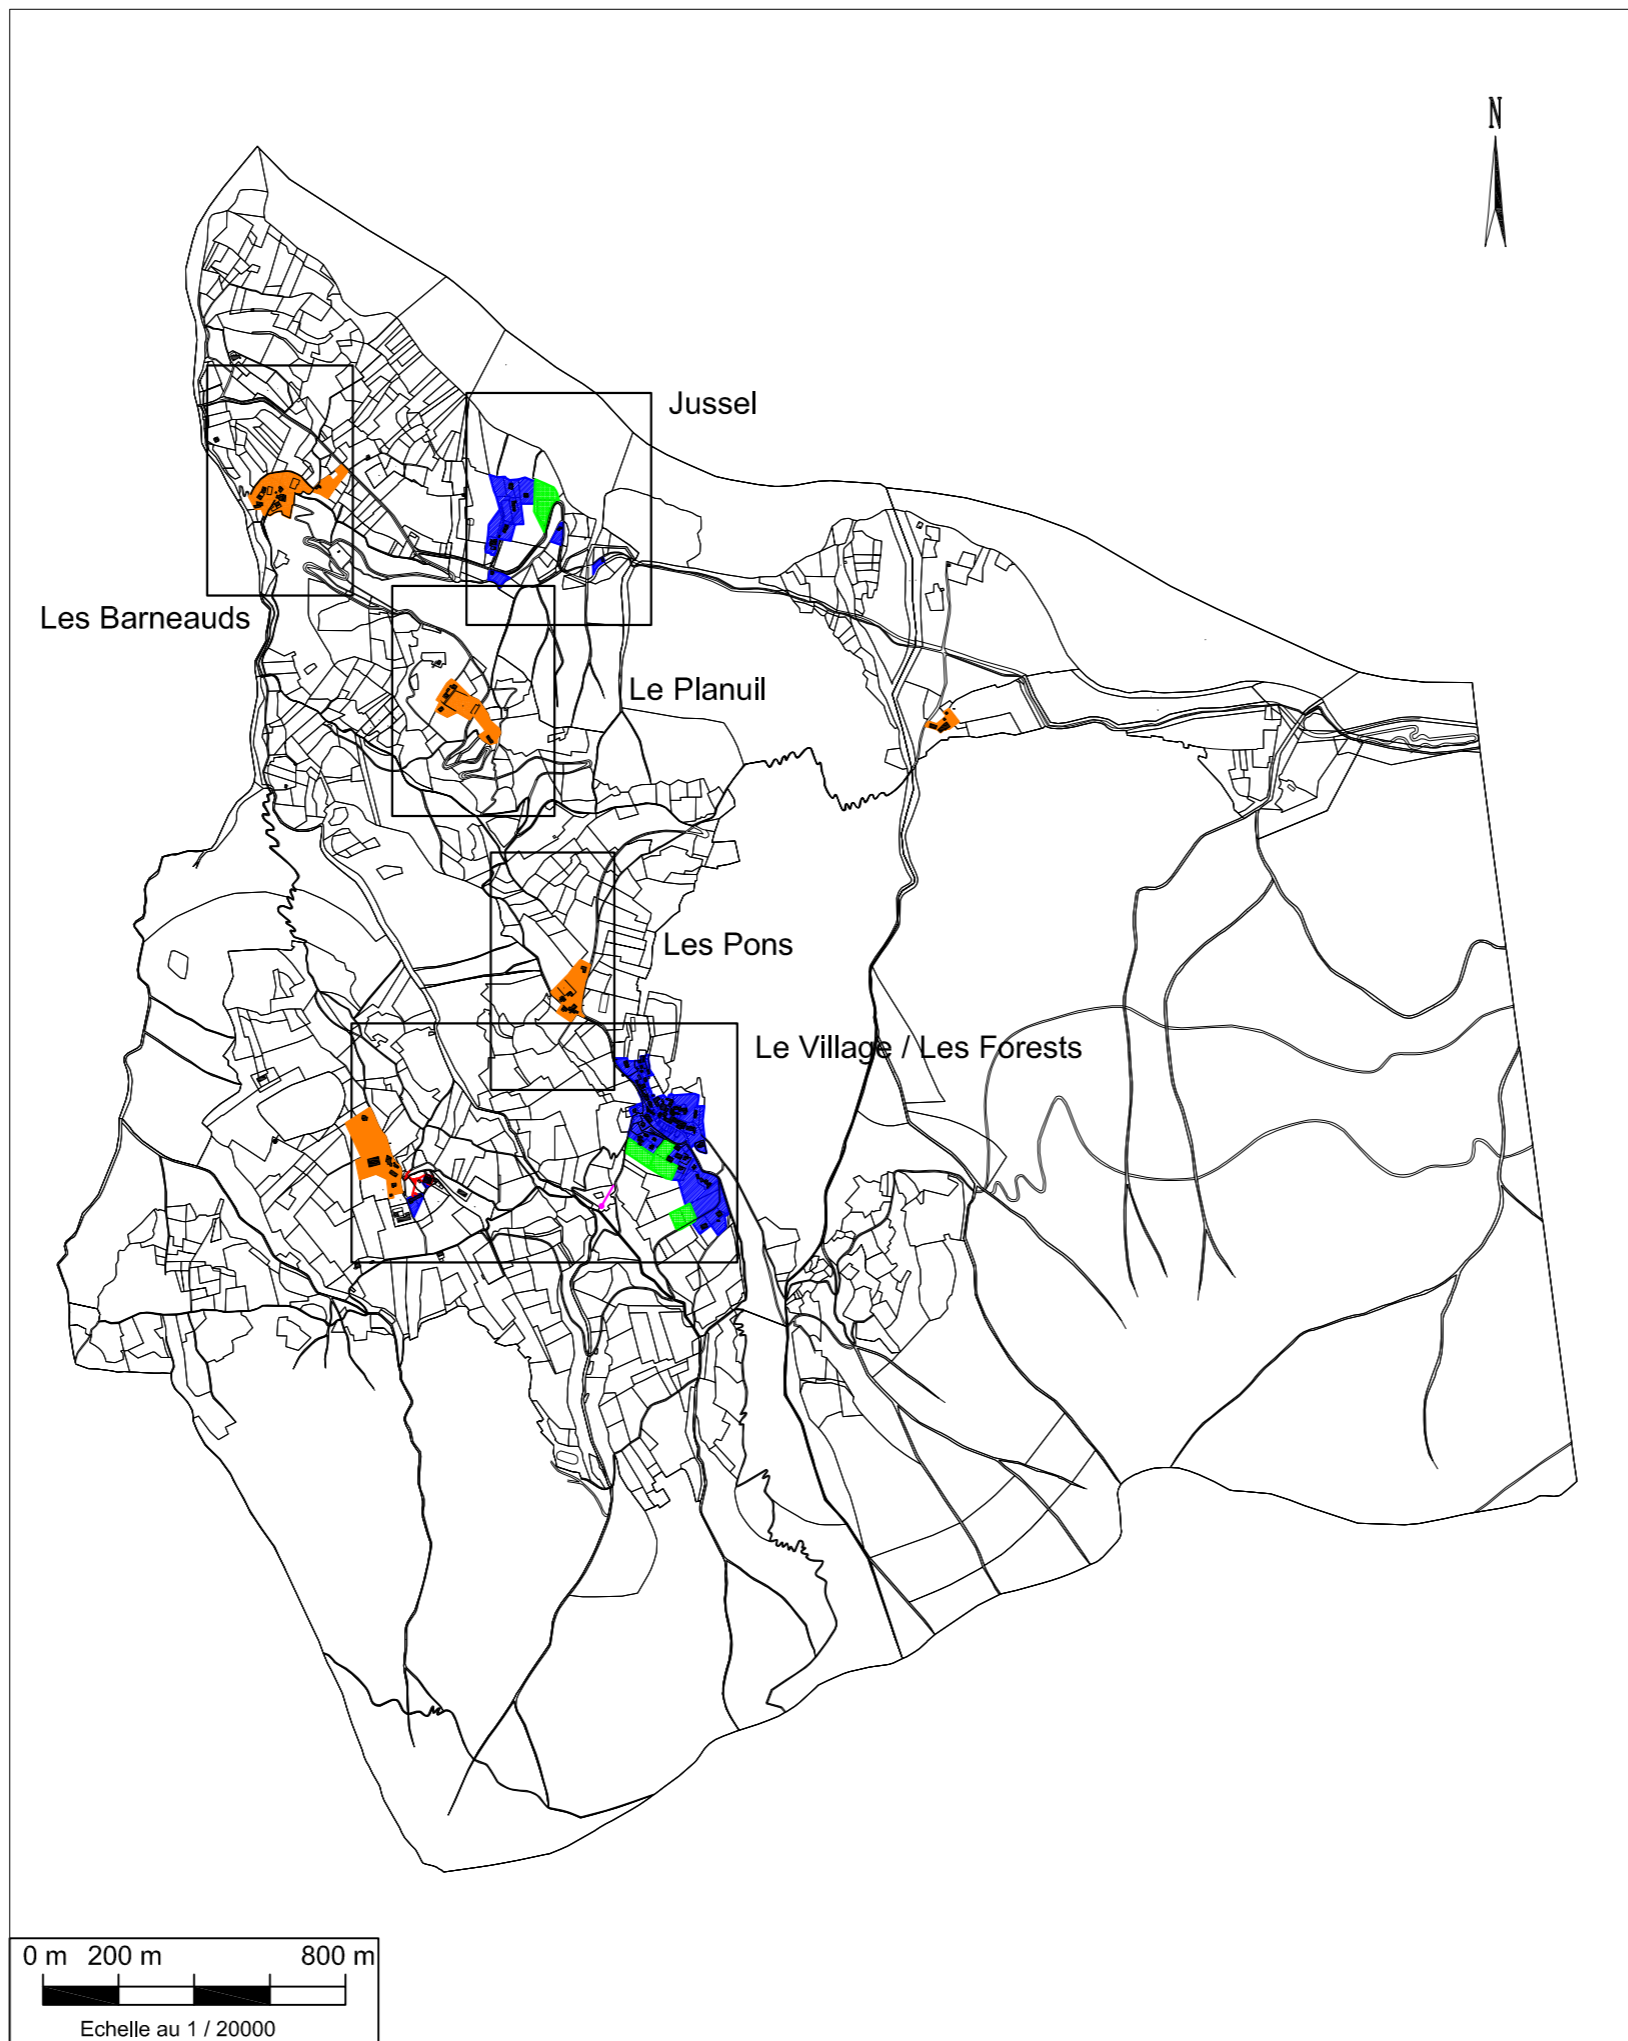 N
Jussel
Les Barneauds
Le Planuil
Les Pons
Le Village / Les Forests
0 m 200 m 800 m
Echelle au 1 / 20000